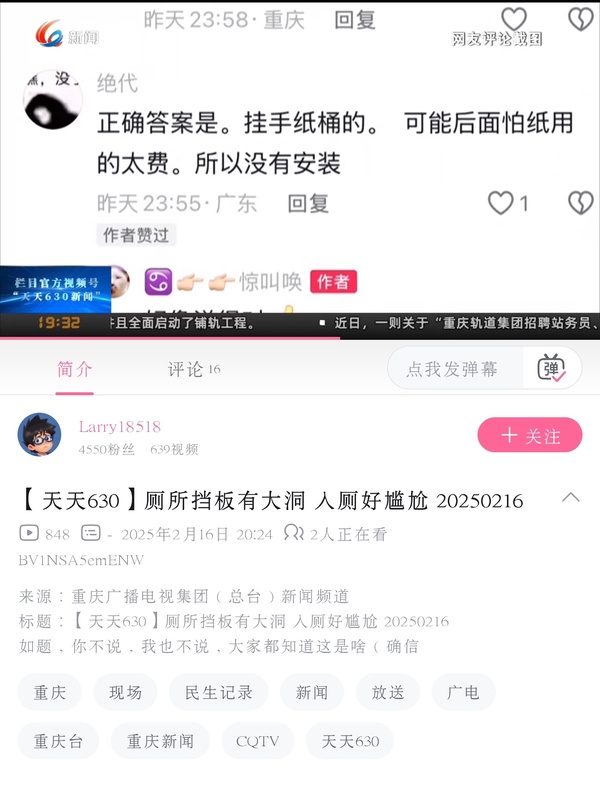 昨天 23:58 · 重庆 回复
新闻
网友评论截图
绝代
正确答案是。挂手纸桶的。 可能后面怕纸用
的太费。所以没有安装
昨天 23:55 · 广东 回复 1
作者赞过
惊叫唤 作者
栏目官方视频号
“天天630新闻”
19:32 并且全面启动了铺轨工程。 ■ 近日，一则关于“重庆轨道集团招聘站务员、
简介 评论 16 点我发弹幕 弹
Larry18518
4550粉丝 639视频
+ 关注
【天天630】厕所挡板有大洞 入厕好尴尬 20250216
848 - 2025年2月16日 20:24 2人正在看
BV1NSA5emENW
来源：重庆广播电视集团（总台）新闻频道
标题：【天天630】厕所挡板有大洞 入厕好尴尬 20250216
如题，你不说，我也不说，大家都知道这是啥（确信
重庆 现场 民生记录 新闻 放送 广电
重庆台 重庆新闻 CQTV 天天630